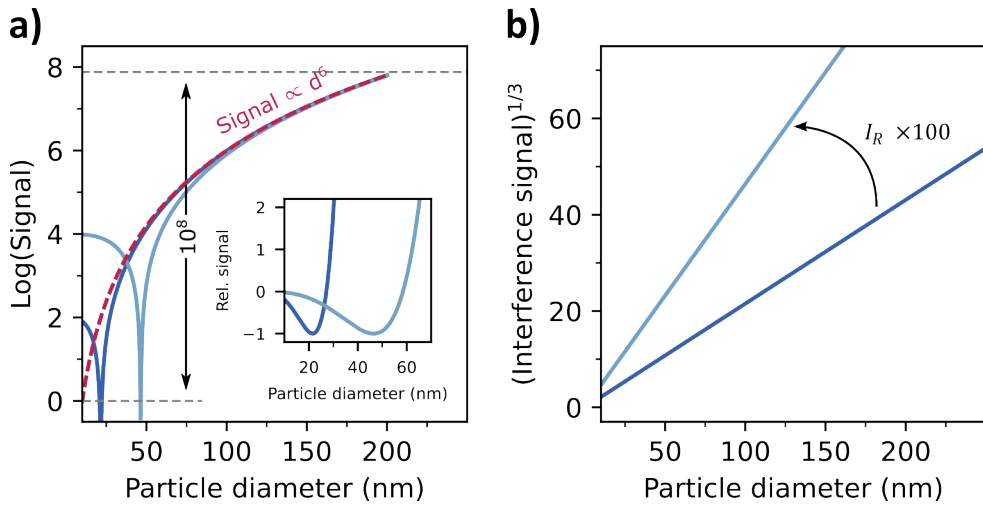 a)
Log(Signal)
8
6
4
2
0
Signal ∝ d⁶
10⁸
Rel. signal
2
1
0
−1
20
40
60
Particle diameter (nm)
50
100
150
200
Particle diameter (nm)
b)
(Interference signal)¹ᐟ³
60
40
20
0
I_R ×100
50
100
150
200
Particle diameter (nm)